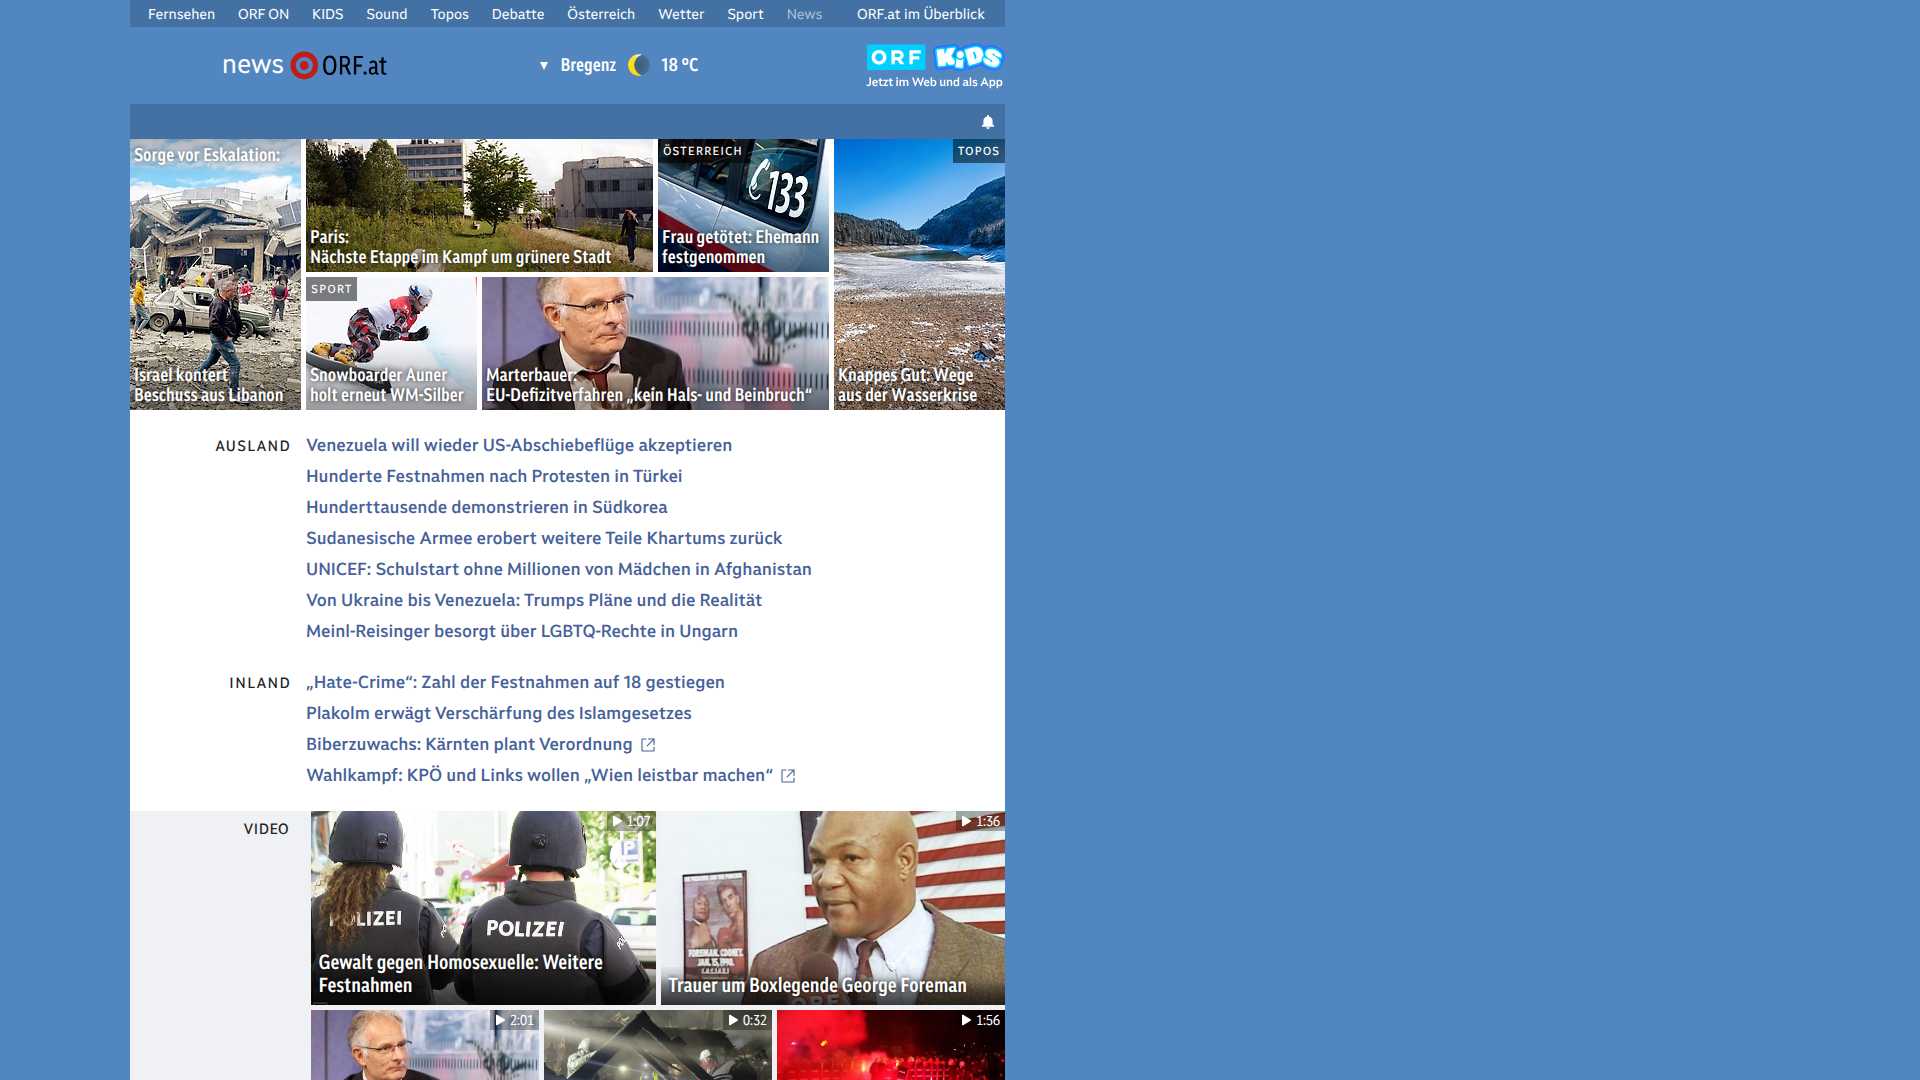 Fernsehen ORF ON KIDS Sound Topos Debatte Österreich Wetter Sport News ORF.at im Überblick
news ORF.at
Bregenz 18 °C
ORF KiDS
Jetzt im Web und als App
Sorge vor Eskalation:
Israel kontert
Beschuss aus Libanon
Paris:
Nächste Etappe im Kampf um grünere Stadt
ÖSTERREICH
133
Frau getötet: Ehemann
festgenommen
TOPOS
Knappes Gut: Wege
aus der Wasserkrise
SPORT
Snowboarder Auner
holt erneut WM-Silber
Marterbauer:
EU-Defizitverfahren „kein Hals- und Beinbruch“
AUSLAND
Venezuela will wieder US-Abschiebeflüge akzeptieren
Hunderte Festnahmen nach Protesten in Türkei
Hunderttausende demonstrieren in Südkorea
Sudanesische Armee erobert weitere Teile Khartums zurück
UNICEF: Schulstart ohne Millionen von Mädchen in Afghanistan
Von Ukraine bis Venezuela: Trumps Pläne und die Realität
Meinl-Reisinger besorgt über LGBTQ-Rechte in Ungarn
INLAND
„Hate-Crime“: Zahl der Festnahmen auf 18 gestiegen
Plakolm erwägt Verschärfung des Islamgesetzes
Biberzuwachs: Kärnten plant Verordnung
Wahlkampf: KPÖ und Links wollen „Wien leistbar machen“
VIDEO
1:07
P
POLIZEI
POLIZEI
Gewalt gegen Homosexuelle: Weitere
Festnahmen
1:36
FOREMAN, COONEY
JAN. 15, 1990
CAESARS
Trauer um Boxlegende George Foreman
ORF
2:01
0:32
1:56